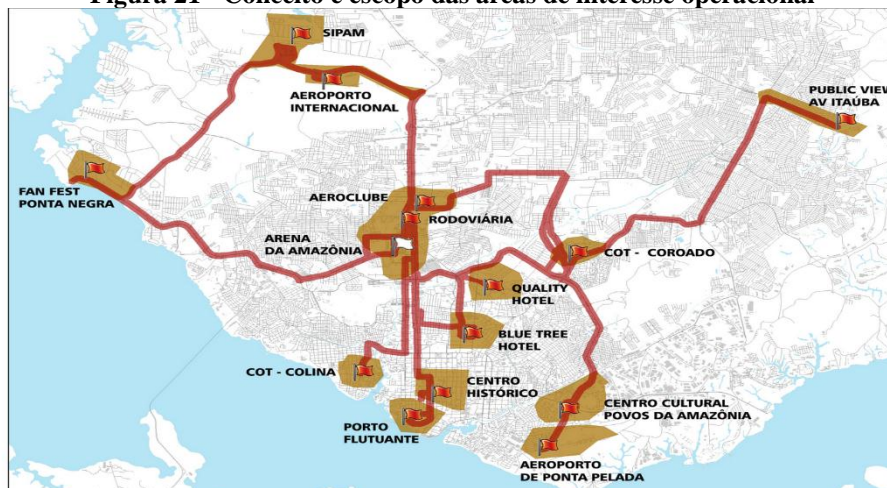 Figura 21 - Conceito e escopo das áreas de interesse operacional
SIPAM
AEROPORTO
INTERNACIONAL
PUBLIC VIEW
AV ITAÚBA
FAN FEST
PONTA NEGRA
AEROCLUBE
RODOVIÁRIA
ARENA
DA AMAZÔNIA
COT - COROADO
QUALITY
HOTEL
BLUE TREE
HOTEL
COT - COLINA
CENTRO
HISTÓRICO
PORTO
FLUTUANTE
CENTRO CULTURAL
POVOS DA AMAZÔNIA
AEROPORTO
DE PONTA PELADA